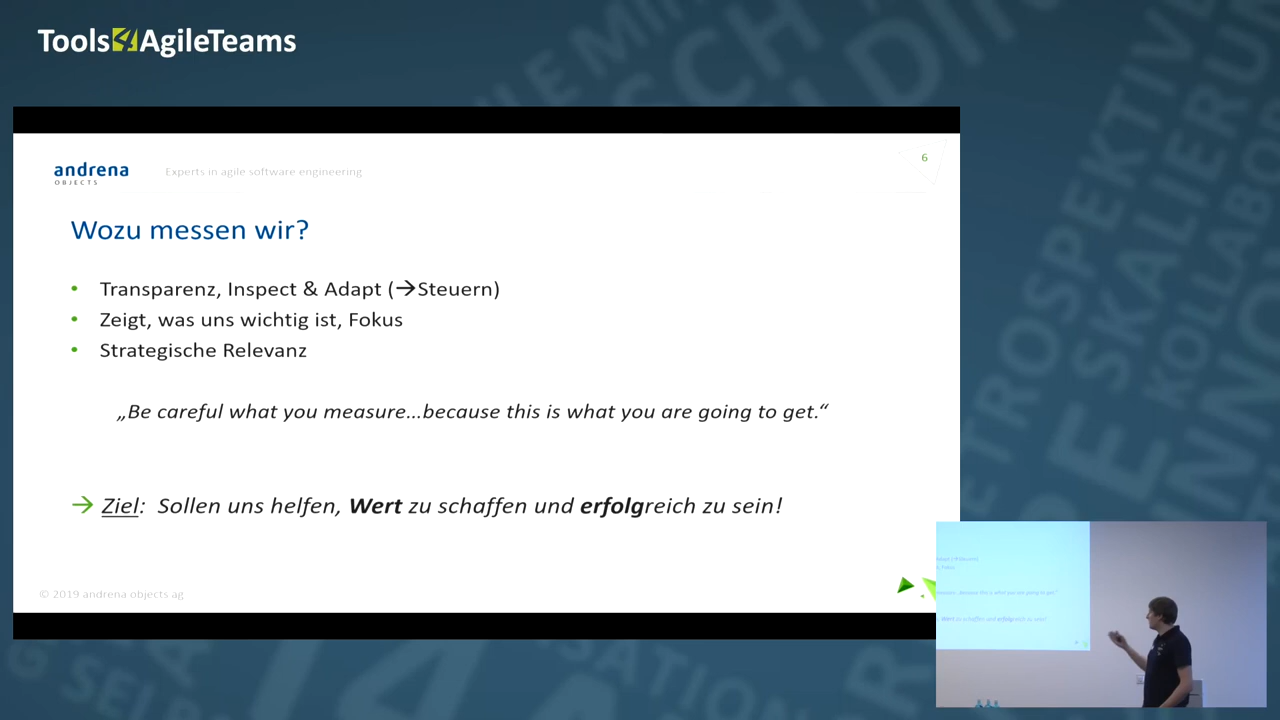 Tools4AgileTeams
andrena
OBJECTS
Experts in agile software engineering
6
Wozu messen wir?
• Transparenz, Inspect & Adapt (→Steuern)
• Zeigt, was uns wichtig ist, Fokus
• Strategische Relevanz
„Be careful what you measure...because this is what you are going to get.“
→ Ziel: Sollen uns helfen, Wert zu schaffen und erfolgreich zu sein!
© 2019 andrena objects ag